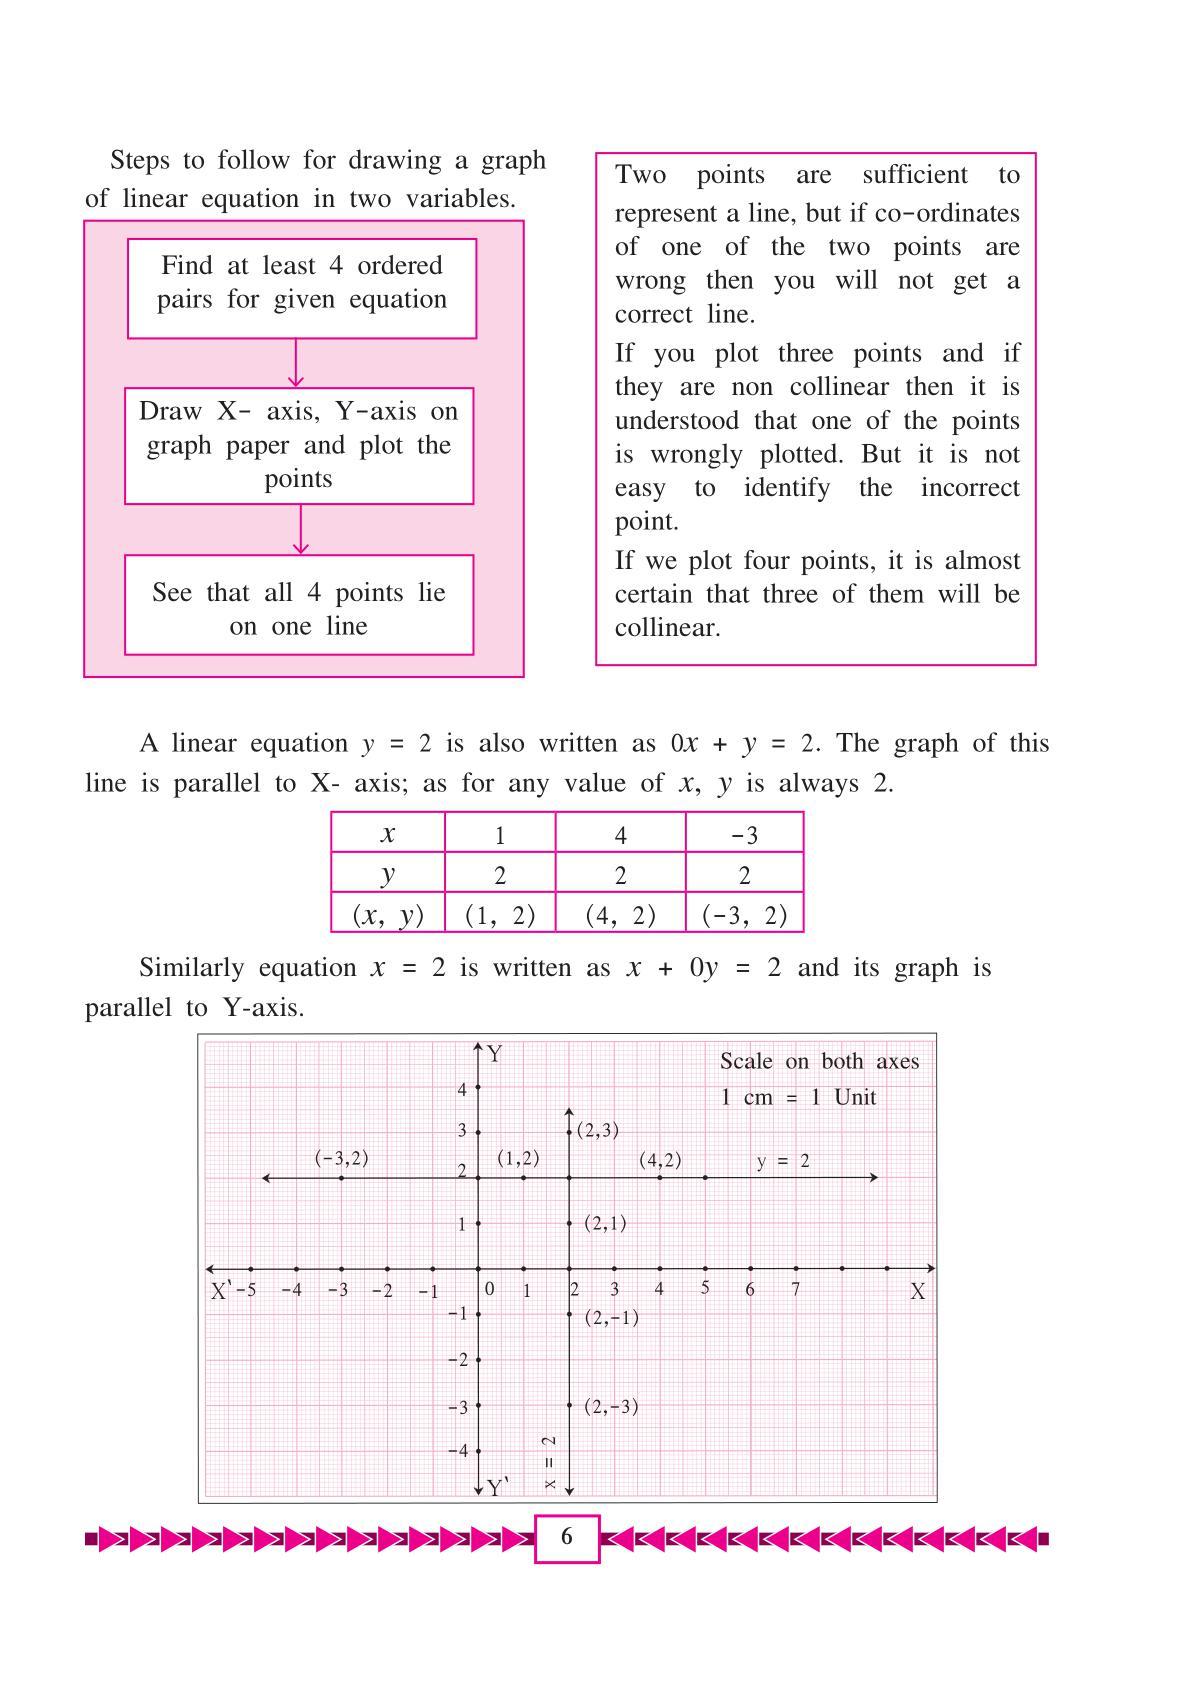 Steps to follow for drawing a graph
of linear equation in two variables.
Find at least 4 ordered
pairs for given equation
Draw X- axis, Y-axis on
graph paper and plot the
points
See that all 4 points lie
on one line
Two points are sufficient to
represent a line, but if co-ordinates
of one of the two points are
wrong then you will not get a
correct line.
If you plot three points and if
they are non collinear then it is
understood that one of the points
is wrongly plotted. But it is not
easy to identify the incorrect
point.
If we plot four points, it is almost
certain that three of them will be
collinear.
A linear equation y = 2 is also written as 0x + y = 2. The graph of this
line is parallel to X- axis; as for any value of x, y is always 2.
x 1 4 -3
y 2 2 2
(x, y) (1, 2) (4, 2) (-3, 2)
Similarly equation x = 2 is written as x + 0y = 2 and its graph is
parallel to Y-axis.
Y
Scale on both axes
1 cm = 1 Unit
4
3 (2,3)
(-3,2) 2 (1,2) (4,2) y = 2
1 (2,1)
X' -5 -4 -3 -2 -1 0 1 2 3 4 5 6 7 X
-1 (2,-1)
-2
-3 (2,-3)
-4
x = 2
Y'
6